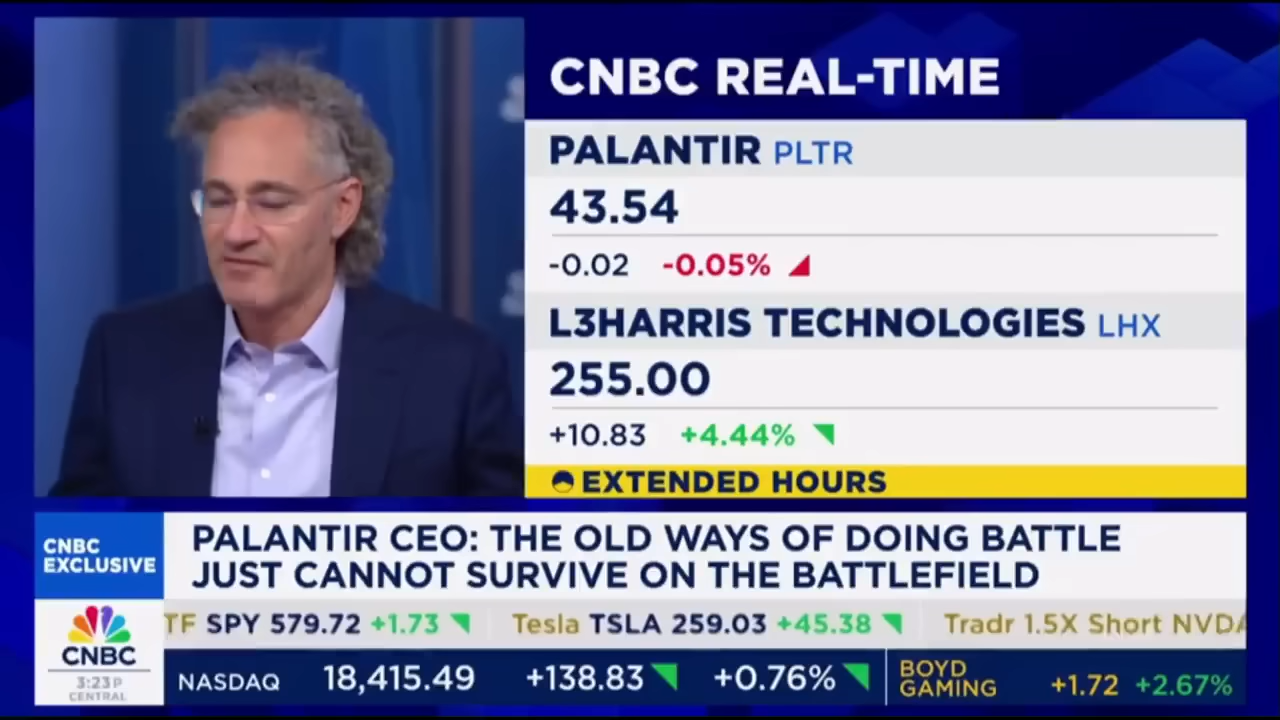 CNBC REAL-TIME
PALANTIR PLTR
43.54
-0.02 -0.05%
L3HARRIS TECHNOLOGIES LHX
255.00
+10.83 +4.44%
EXTENDED HOURS
CNBC
EXCLUSIVE
PALANTIR CEO: THE OLD WAYS OF DOING BATTLE
JUST CANNOT SURVIVE ON THE BATTLEFIELD
TF SPY 579.72 +1.73 Tesla TSLA 259.03 +45.38 Tradr 1.5X Short NVDA
CNBC
3:23P
CENTRAL
NASDAQ 18,415.49 +138.83 +0.76%
BOYD
GAMING
+1.72 +2.67%